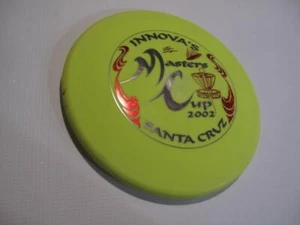 INNOVA'S
Masters
Cup
2002
SANTA CRUZ